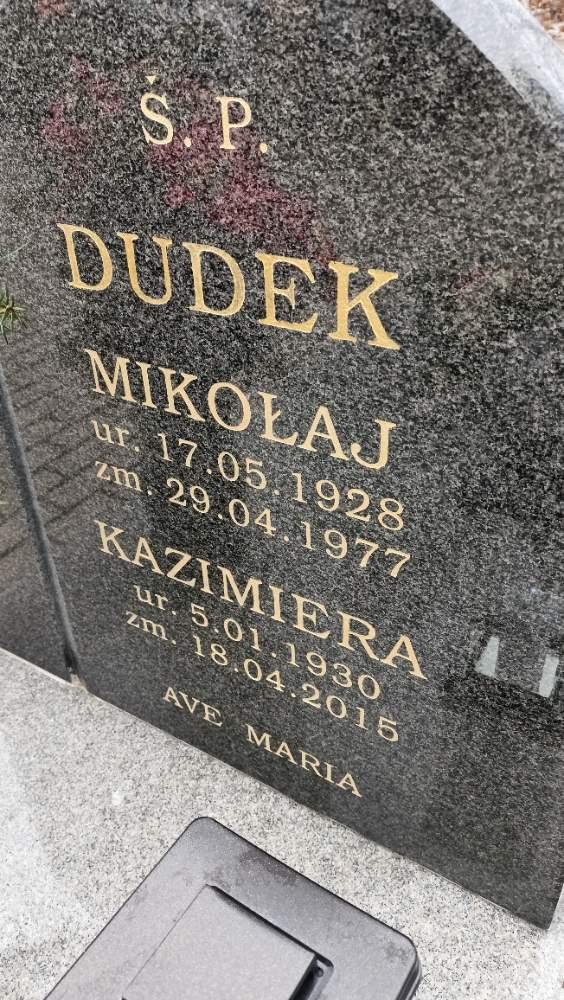 Ś. P.
DUDEK
MIKOŁAJ
ur. 17.05.1928
zm. 29.04.1977
KAZIMIERA
ur. 5.01.1930
zm. 18.04.2015
AVE MARIA